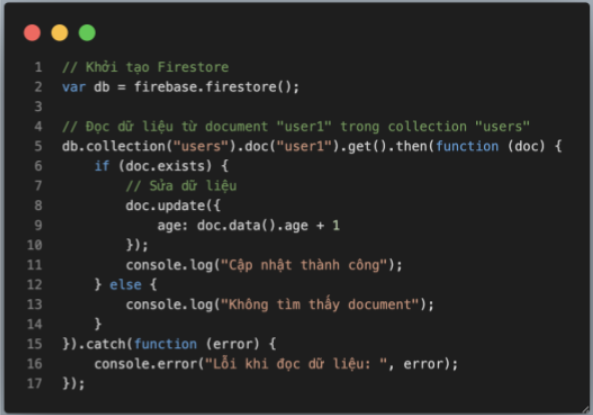 1 // Khởi tạo Firestore
2 var db = firebase.firestore();
3
4 // Đọc dữ liệu từ document "user1" trong collection "users"
5 db.collection("users").doc("user1").get().then(function (doc) {
6     if (doc.exists) {
7         // Sửa dữ liệu
8         doc.update({
9             age: doc.data().age + 1
10         });
11         console.log("Cập nhật thành công");
12     } else {
13         console.log("Không tìm thấy document");
14     }
15 }).catch(function (error) {
16     console.error("Lỗi khi đọc dữ liệu: ", error);
17 });